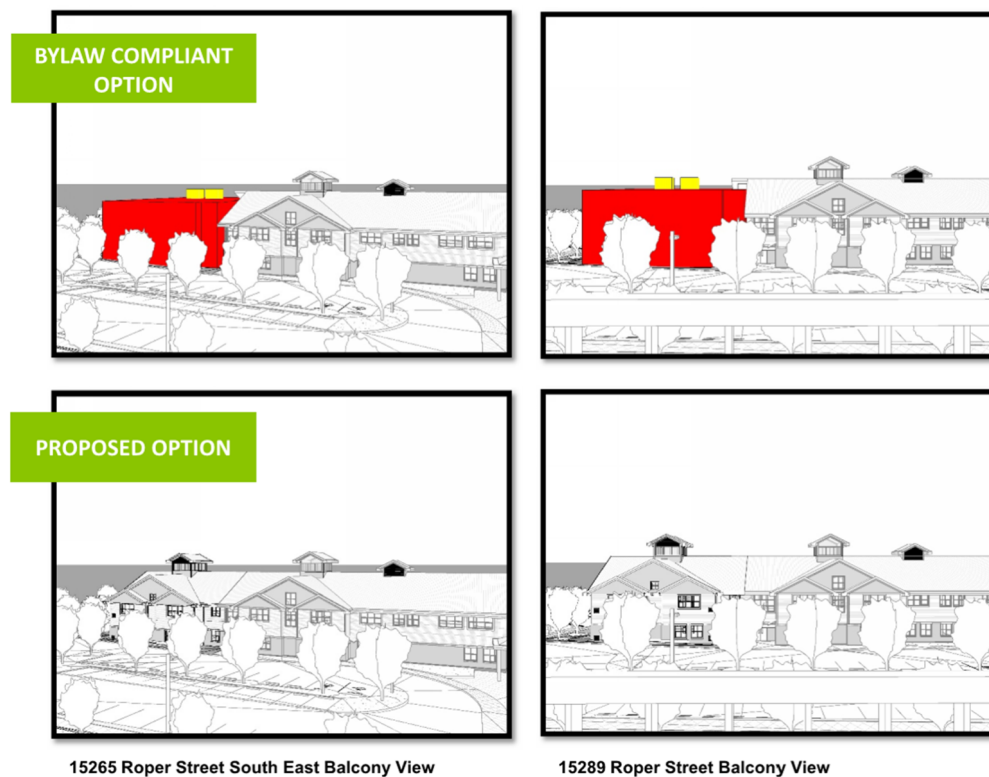 BYLAW COMPLIANT
OPTION
PROPOSED OPTION
15265 Roper Street South East Balcony View
15289 Roper Street Balcony View